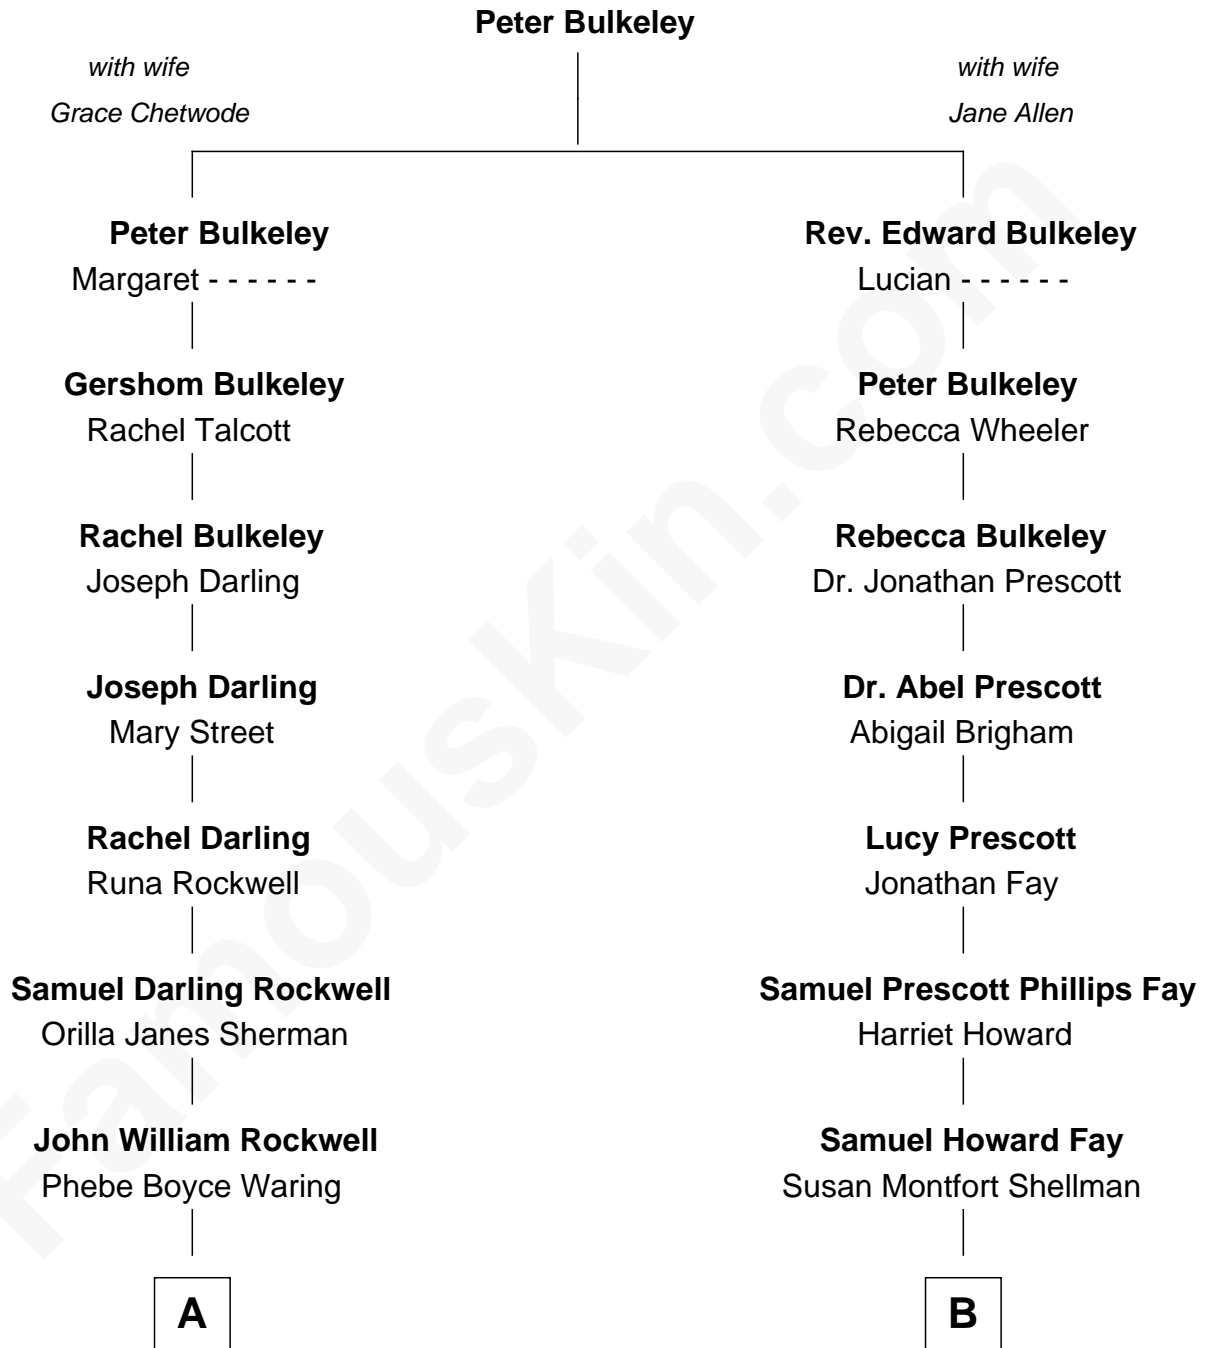 Peter Bulkeley
with wife
Grace Chetwode
with wife
Jane Allen
Peter Bulkeley
Margaret - - - - - -
Rev. Edward Bulkeley
Lucian - - - - - -
Gershom Bulkeley
Rachel Talcott
Peter Bulkeley
Rebecca Wheeler
Rachel Bulkeley
Joseph Darling
Rebecca Bulkeley
Dr. Jonathan Prescott
Joseph Darling
Mary Street
Dr. Abel Prescott
Abigail Brigham
Rachel Darling
Runa Rockwell
Lucy Prescott
Jonathan Fay
Samuel Darling Rockwell
Orilla Janes Sherman
Samuel Prescott Phillips Fay
Harriet Howard
John William Rockwell
Phebe Boyce Waring
Samuel Howard Fay
Susan Montfort Shellman
A
B
FamousKin.com